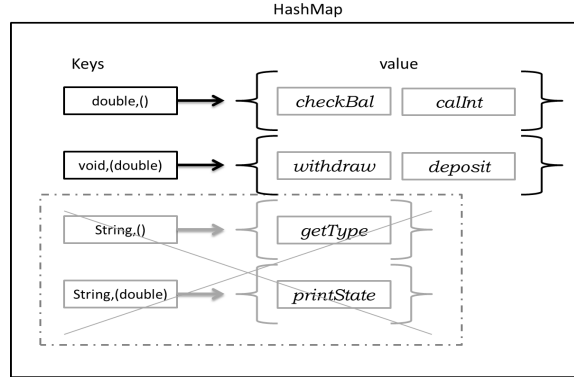 HashMap
Keys value
double,() checkBal calInt
void,(double) withdraw deposit
String,() getType
String,(double) printState